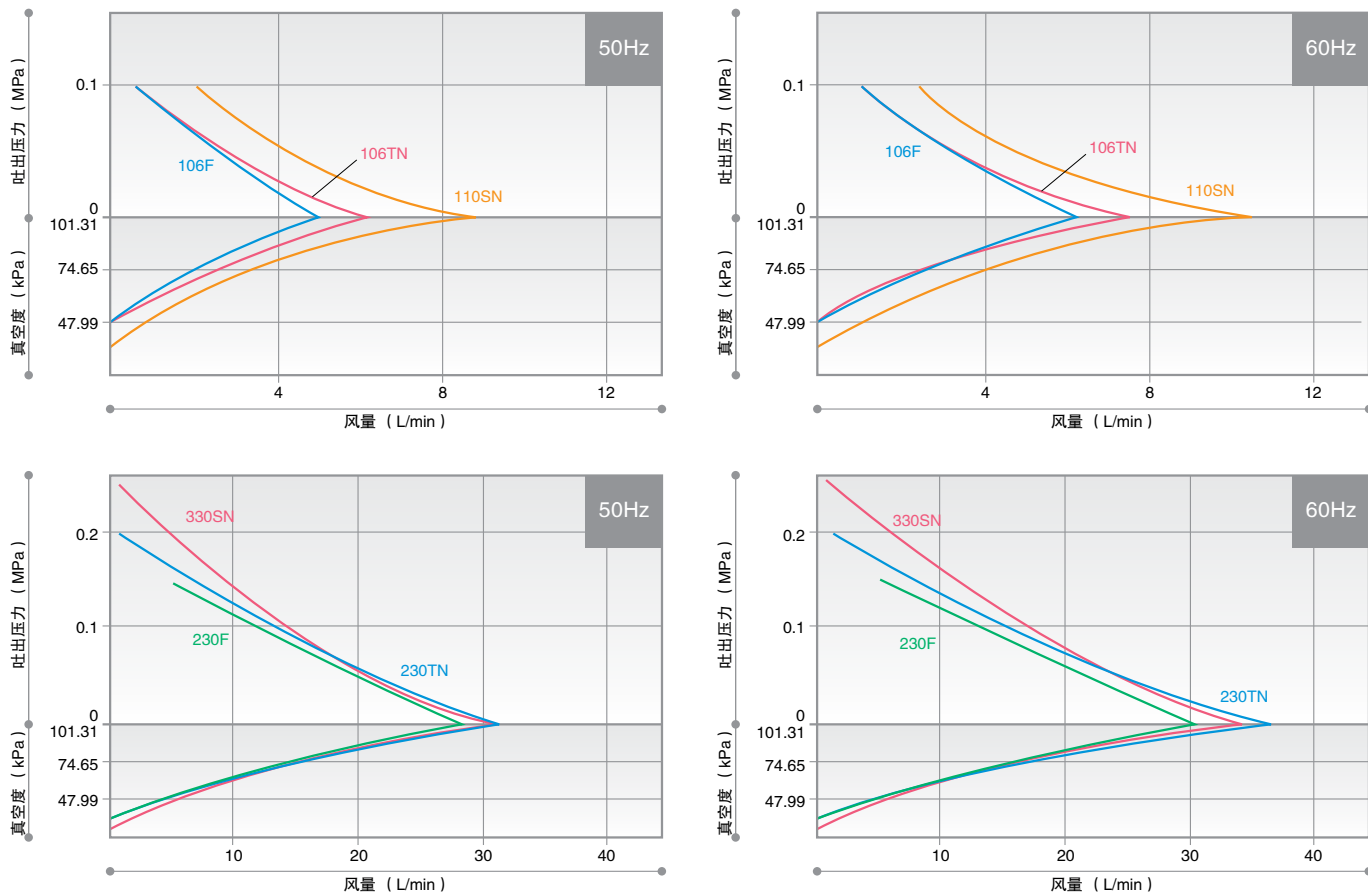 50Hz
吐出压力 ( MPa )
0.1
0
106F
106TN
110SN
真空度 ( kPa )
101.31
74.65
47.99
4
8
12
风量 ( L/min )
60Hz
吐出压力 ( MPa )
0.1
0
106F
106TN
110SN
真空度 ( kPa )
101.31
74.65
47.99
4
8
12
风量 ( L/min )
50Hz
吐出压力 ( MPa )
0.2
0.1
0
330SN
230F
230TN
真空度 ( kPa )
101.31
74.65
47.99
10
20
30
40
风量 ( L/min )
60Hz
吐出压力 ( MPa )
0.2
0.1
0
330SN
230F
230TN
真空度 ( kPa )
101.31
74.65
47.99
10
20
30
40
风量 ( L/min )